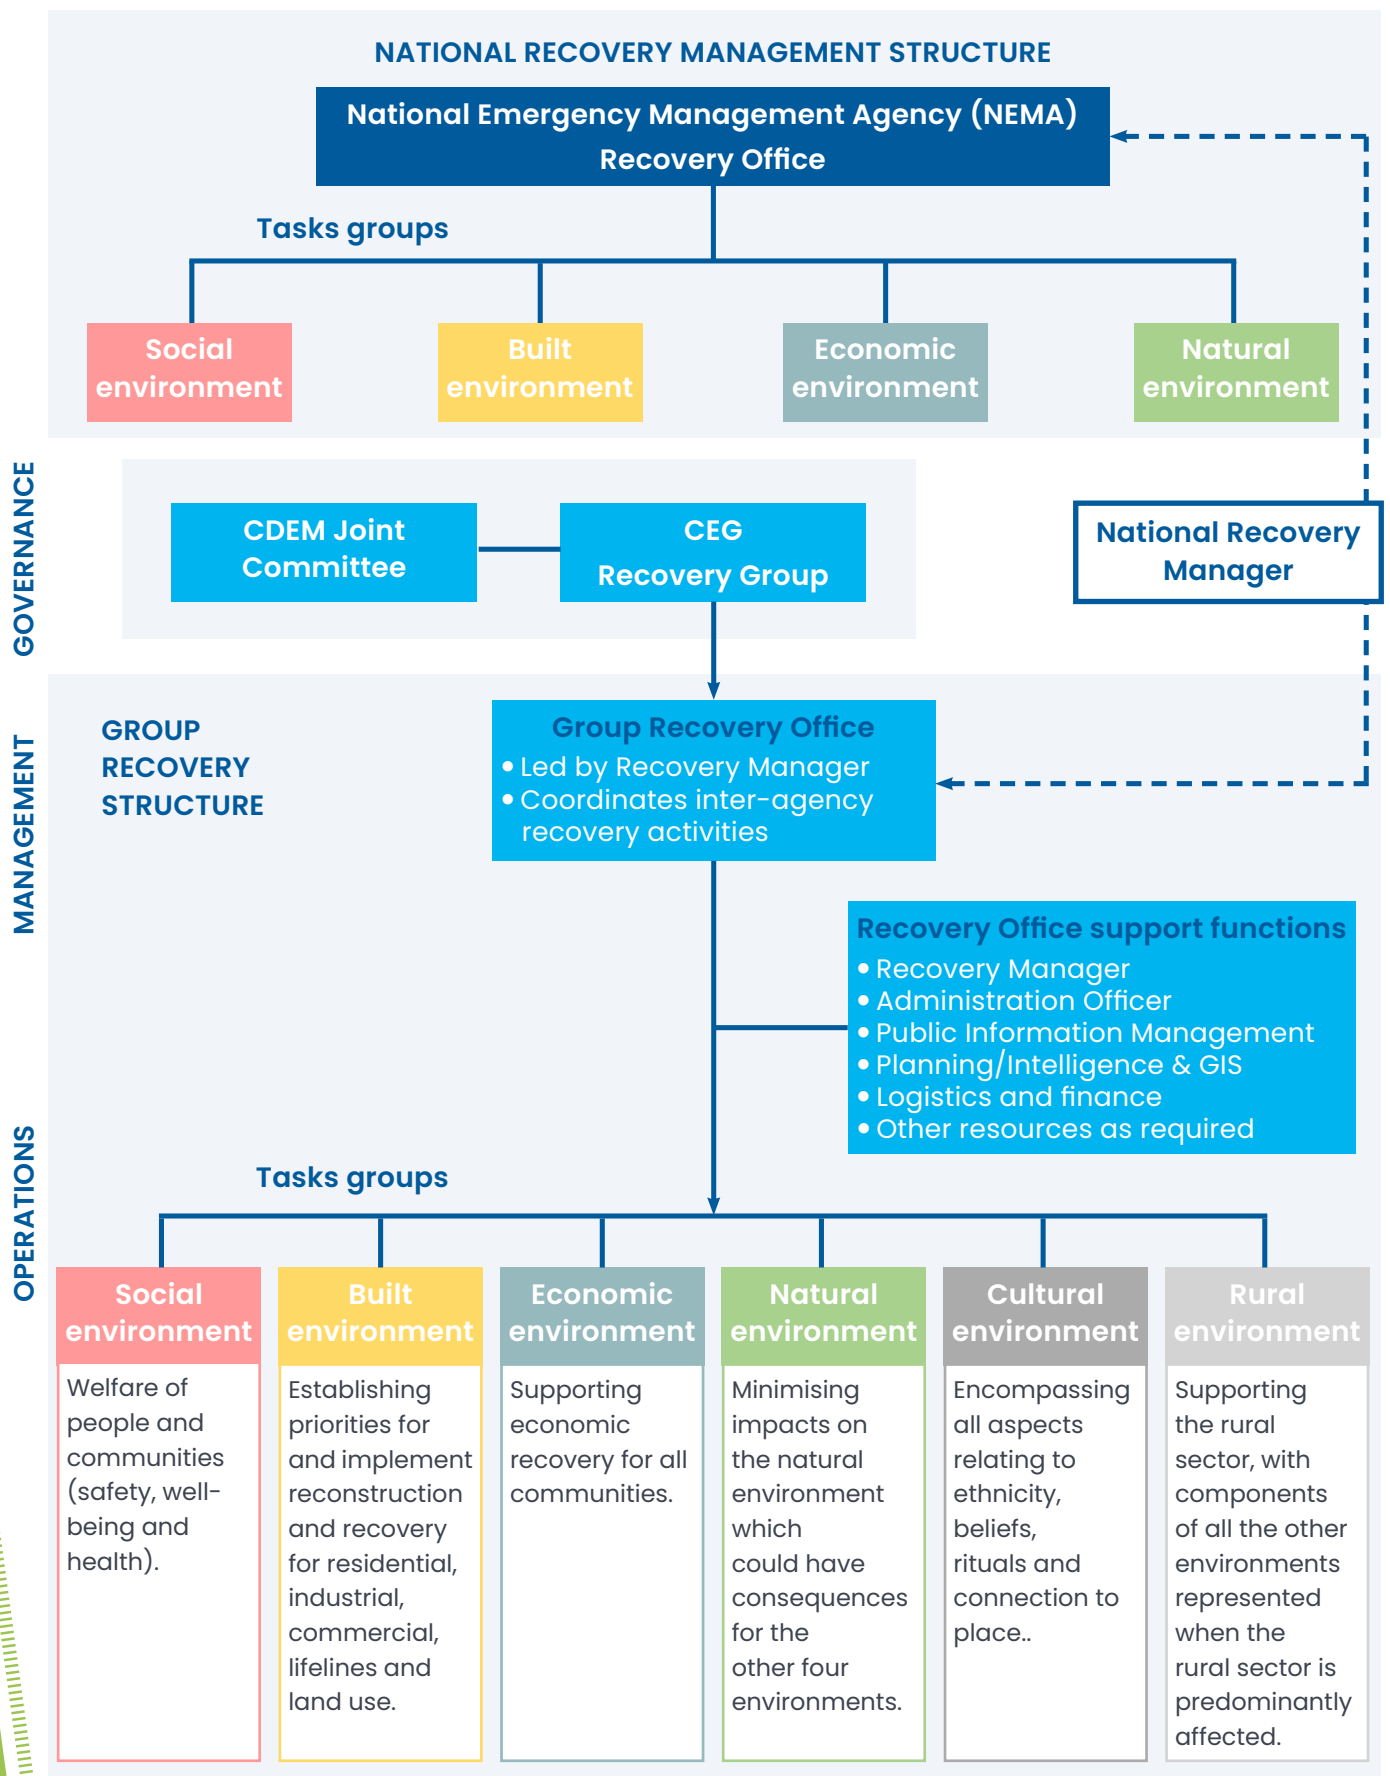 NATIONAL RECOVERY MANAGEMENT STRUCTURE
National Emergency Management Agency (NEMA)
Recovery Office
Tasks groups
Social
environment
Built
environment
Economic
environment
Natural
environment
GOVERNANCE
CDEM Joint
Committee
CEG
Recovery Group
National Recovery
Manager
MANAGEMENT
GROUP
RECOVERY
STRUCTURE
Group Recovery Office
• Led by Recovery Manager
• Coordinates inter-agency
recovery activities
Recovery Office support functions
• Recovery Manager
• Administration Officer
• Public Information Management
• Planning/Intelligence & GIS
• Logistics and finance
• Other resources as required
OPERATIONS
Tasks groups
Social
environment
Welfare of
people and
communities
(safety, well-
being and
health).
Built
environment
Establishing
priorities for
and implement
reconstruction
and recovery
for residential,
industrial,
commercial,
lifelines and
land use.
Economic
environment
Supporting
economic
recovery for all
communities.
Natural
environment
Minimising
impacts on
the natural
environment
which
could have
consequences
for the
other four
environments.
Cultural
environment
Encompassing
all aspects
relating to
ethnicity,
beliefs,
rituals and
connection to
place..
Rural
environment
Supporting
the rural
sector, with
components
of all the other
environments
represented
when the
rural sector is
predominantly
affected.